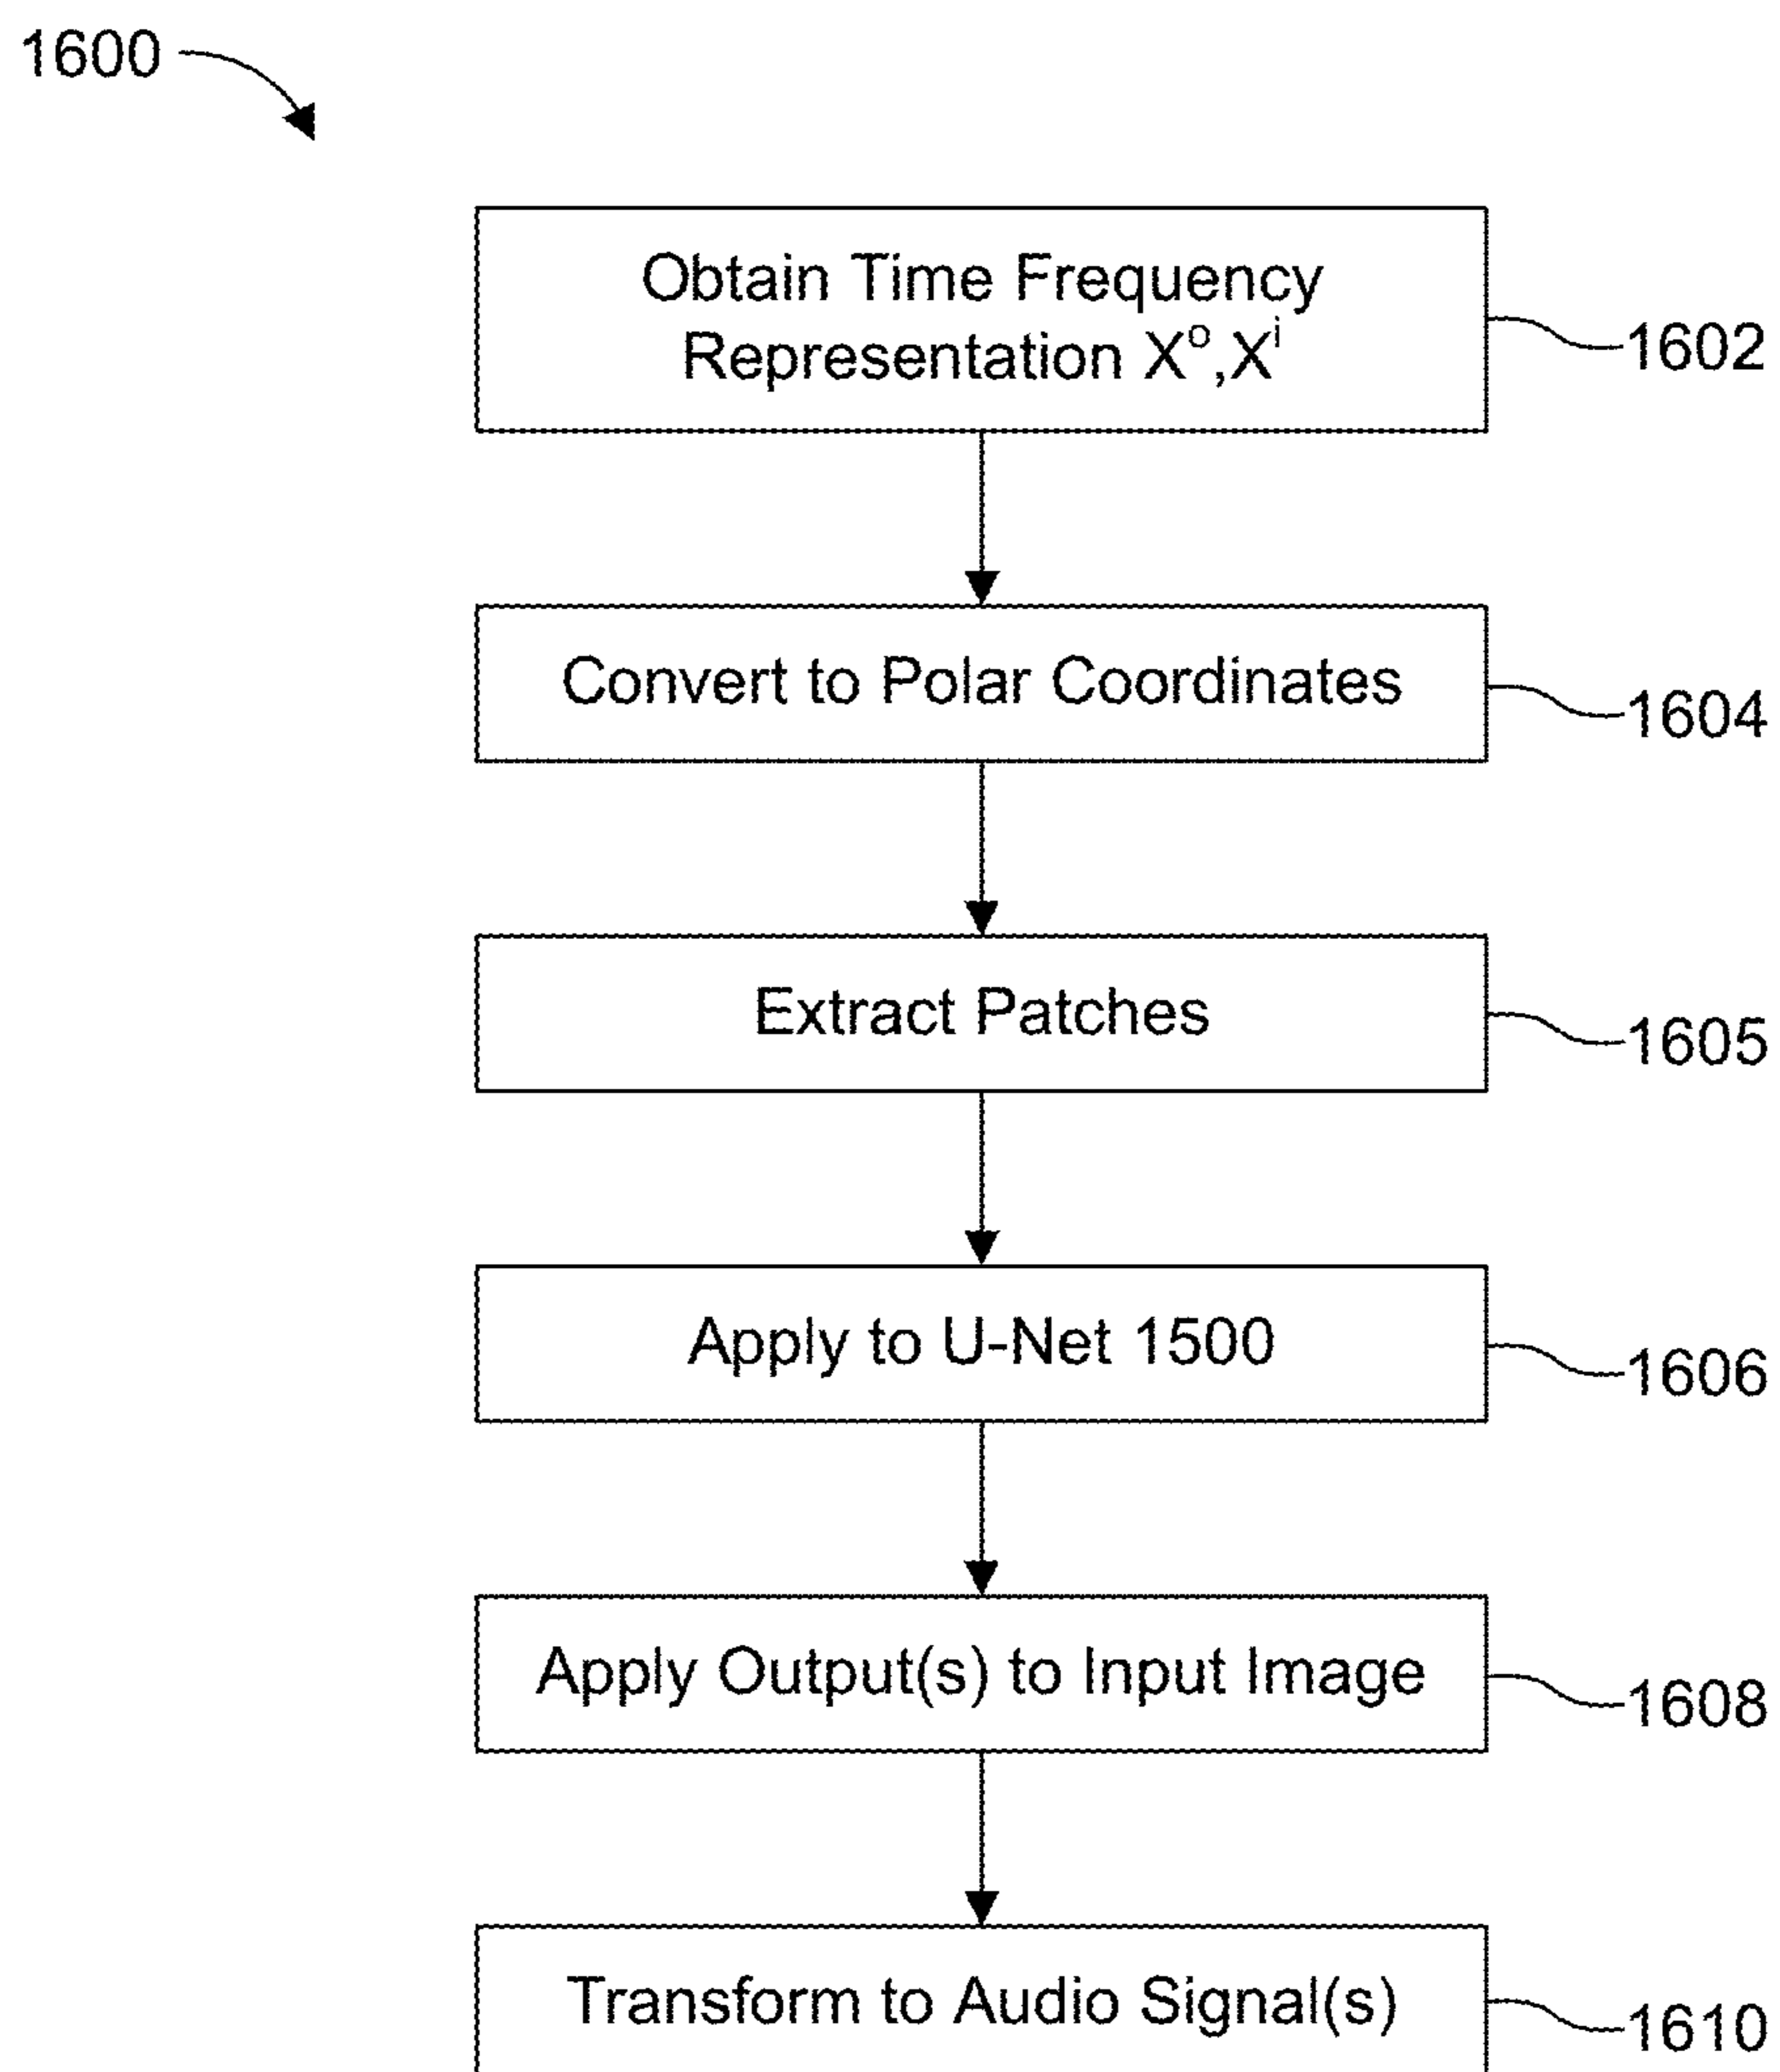 1600
Obtain Time Frequency
Representation Xᵒ,Xⁱ
1602
Convert to Polar Coordinates
1604
Extract Patches
1605
Apply to U-Net 1500
1606
Apply Output(s) to Input Image
1608
Transform to Audio Signal(s)
1610